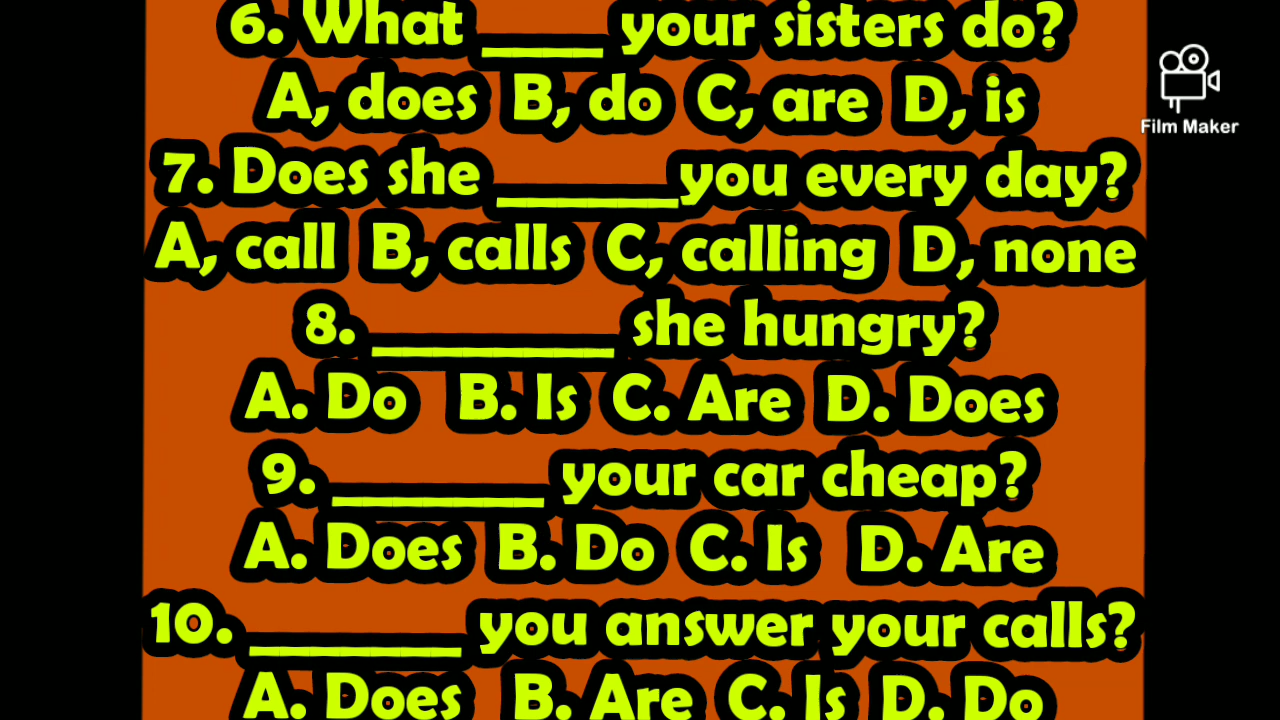 6. What ____ your sisters do?
A, does B, do C, are D, is
7. Does she ______you every day?
A, call B, calls C, calling D, none
8. ________ she hungry?
A. Do B. Is C. Are D. Does
9. _______ your car cheap?
A. Does B. Do C. Is D. Are
10. _______ you answer your calls?
A. Does B. Are C. Is D. Do
Film Maker